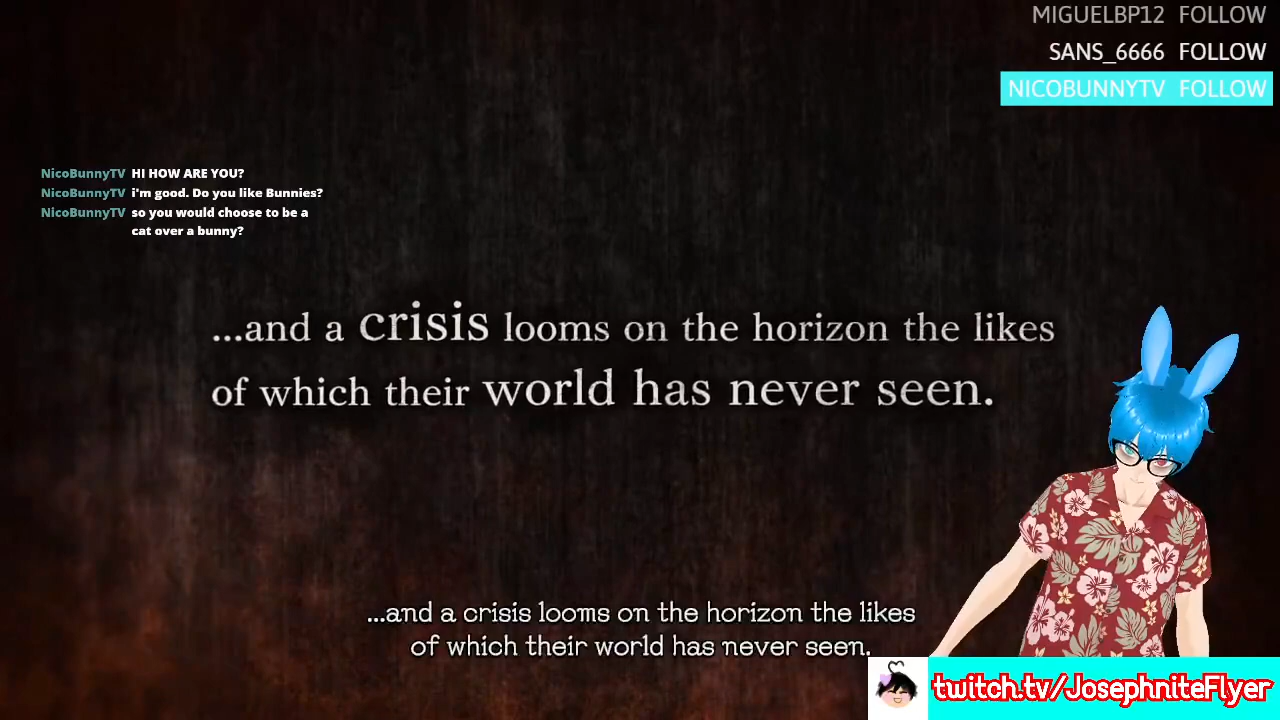 MIGUELBP12 FOLLOW
SANS_6666 FOLLOW
NICOBUNNYTV FOLLOW
NicoBunnyTV HI HOW ARE YOU?
NicoBunnyTV i'm good. Do you like Bunnies?
NicoBunnyTV so you would choose to be a
cat over a bunny?
...and a crisis looms on the horizon the likes
of which their world has never seen.
...and a crisis looms on the horizon the likes
of which their world has never seen.
twitch.tv/JosephniteFlyer